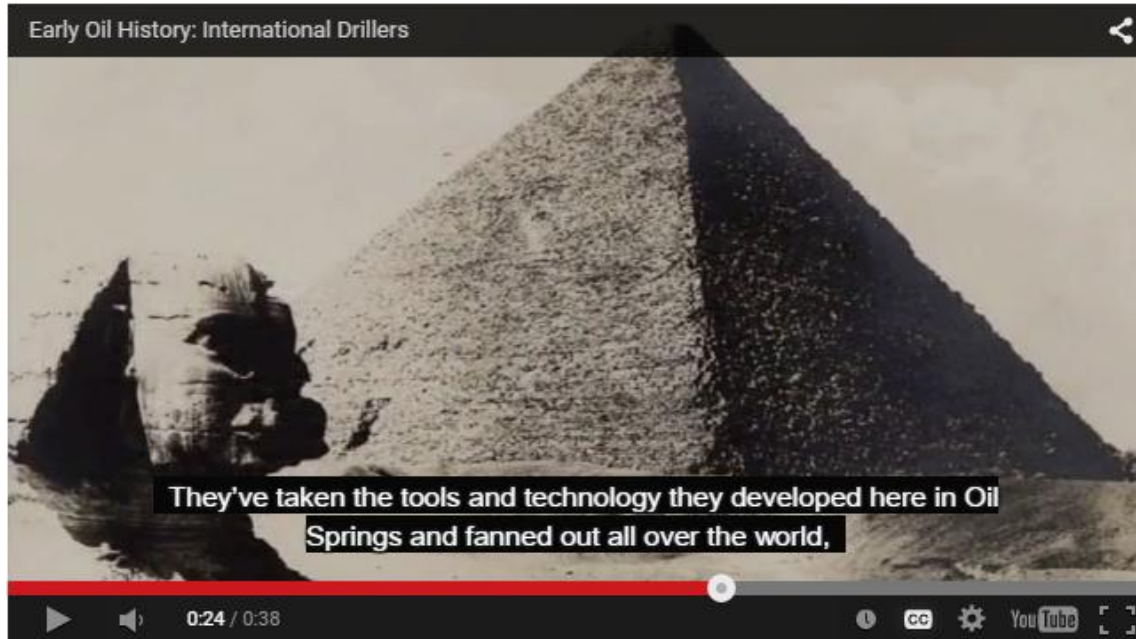 Early Oil History: International Drillers
They've taken the tools and technology they developed here in Oil
Springs and fanned out all over the world,
0:24 / 0:38
CC
YouTube